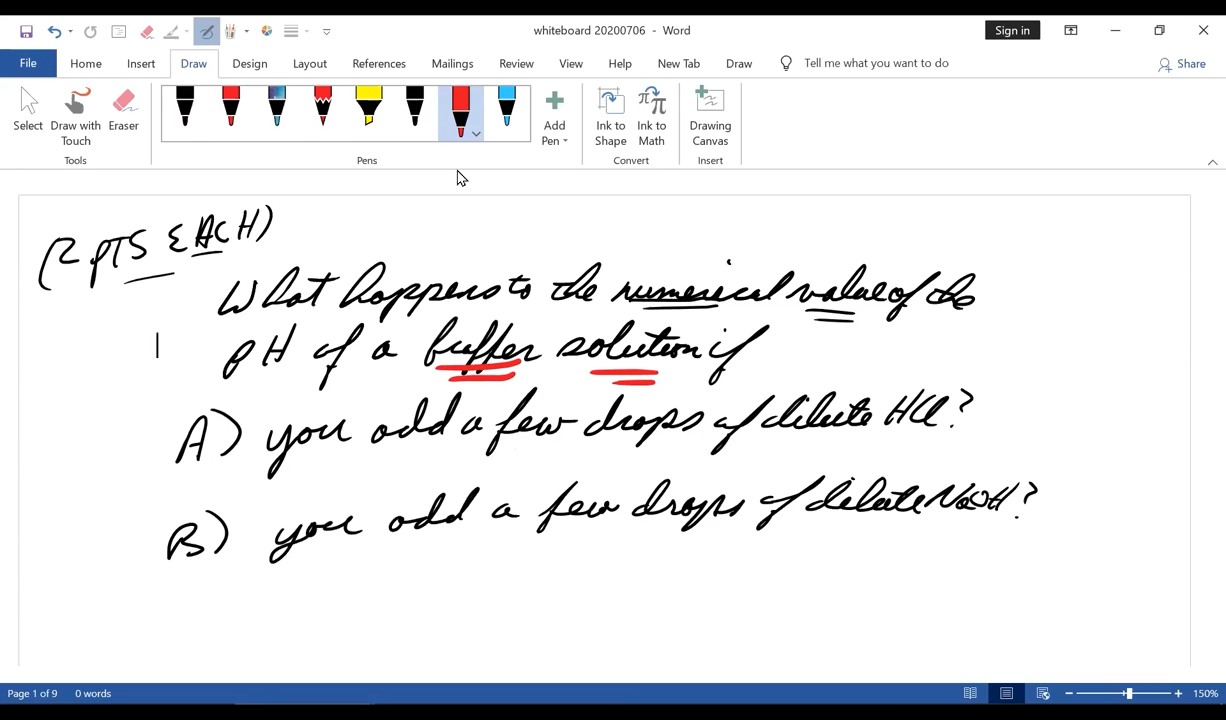 whiteboard 20200706 - Word
Sign in
File Home Insert Draw Design Layout References Mailings Review View Help New Tab Draw Tell me what you want to do Share
Select Draw with Touch Eraser Add Pen Ink to Shape Ink to Math Drawing Canvas
Tools Pens Convert Insert
(2 PTS EACH)
What happens to the numerical value of the
pH of a buffer solution if
A) you add a few drops of dilute HCl?
B) you add a few drops of dilute NaOH?
Page 1 of 9 0 words 150%